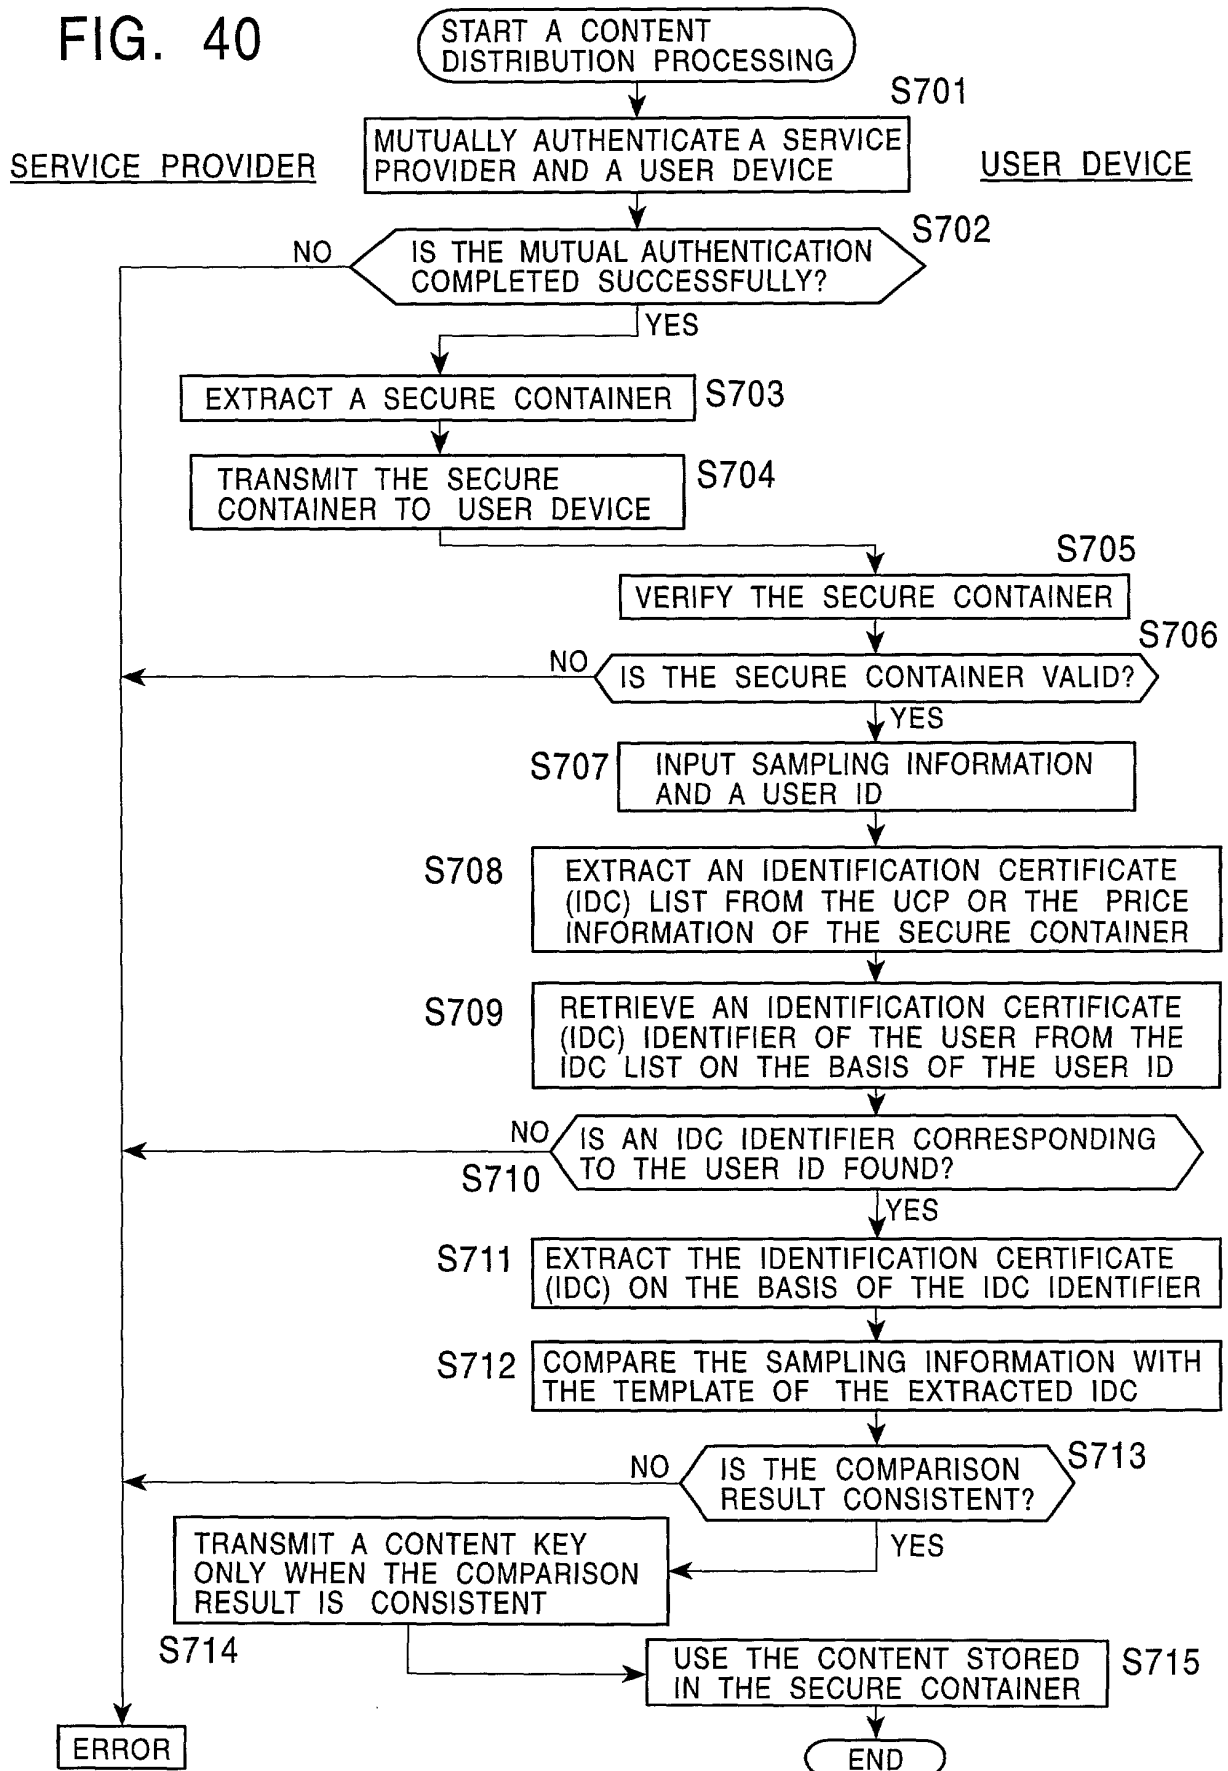 FIG. 40
START A CONTENT
DISTRIBUTION PROCESSING
S701
MUTUALLY AUTHENTICATE A SERVICE
PROVIDER AND A USER DEVICE
SERVICE PROVIDER
USER DEVICE
S702
NO
IS THE MUTUAL AUTHENTICATION
COMPLETED SUCCESSFULLY?
YES
EXTRACT A SECURE CONTAINER
S703
TRANSMIT THE SECURE
CONTAINER TO USER DEVICE
S704
S705
VERIFY THE SECURE CONTAINER
S706
NO
IS THE SECURE CONTAINER VALID?
YES
S707
INPUT SAMPLING INFORMATION
AND A USER ID
S708
EXTRACT AN IDENTIFICATION CERTIFICATE
(IDC) LIST FROM THE UCP OR THE PRICE
INFORMATION OF THE SECURE CONTAINER
S709
RETRIEVE AN IDENTIFICATION CERTIFICATE
(IDC) IDENTIFIER OF THE USER FROM THE
IDC LIST ON THE BASIS OF THE USER ID
NO
IS AN IDC IDENTIFIER CORRESPONDING
TO THE USER ID FOUND?
S710
YES
S711
EXTRACT THE IDENTIFICATION CERTIFICATE
(IDC) ON THE BASIS OF THE IDC IDENTIFIER
S712
COMPARE THE SAMPLING INFORMATION WITH
THE TEMPLATE OF THE EXTRACTED IDC
S713
NO
IS THE COMPARISON
RESULT CONSISTENT?
YES
TRANSMIT A CONTENT KEY
ONLY WHEN THE COMPARISON
RESULT IS CONSISTENT
S714
USE THE CONTENT STORED
IN THE SECURE CONTAINER
S715
ERROR
END